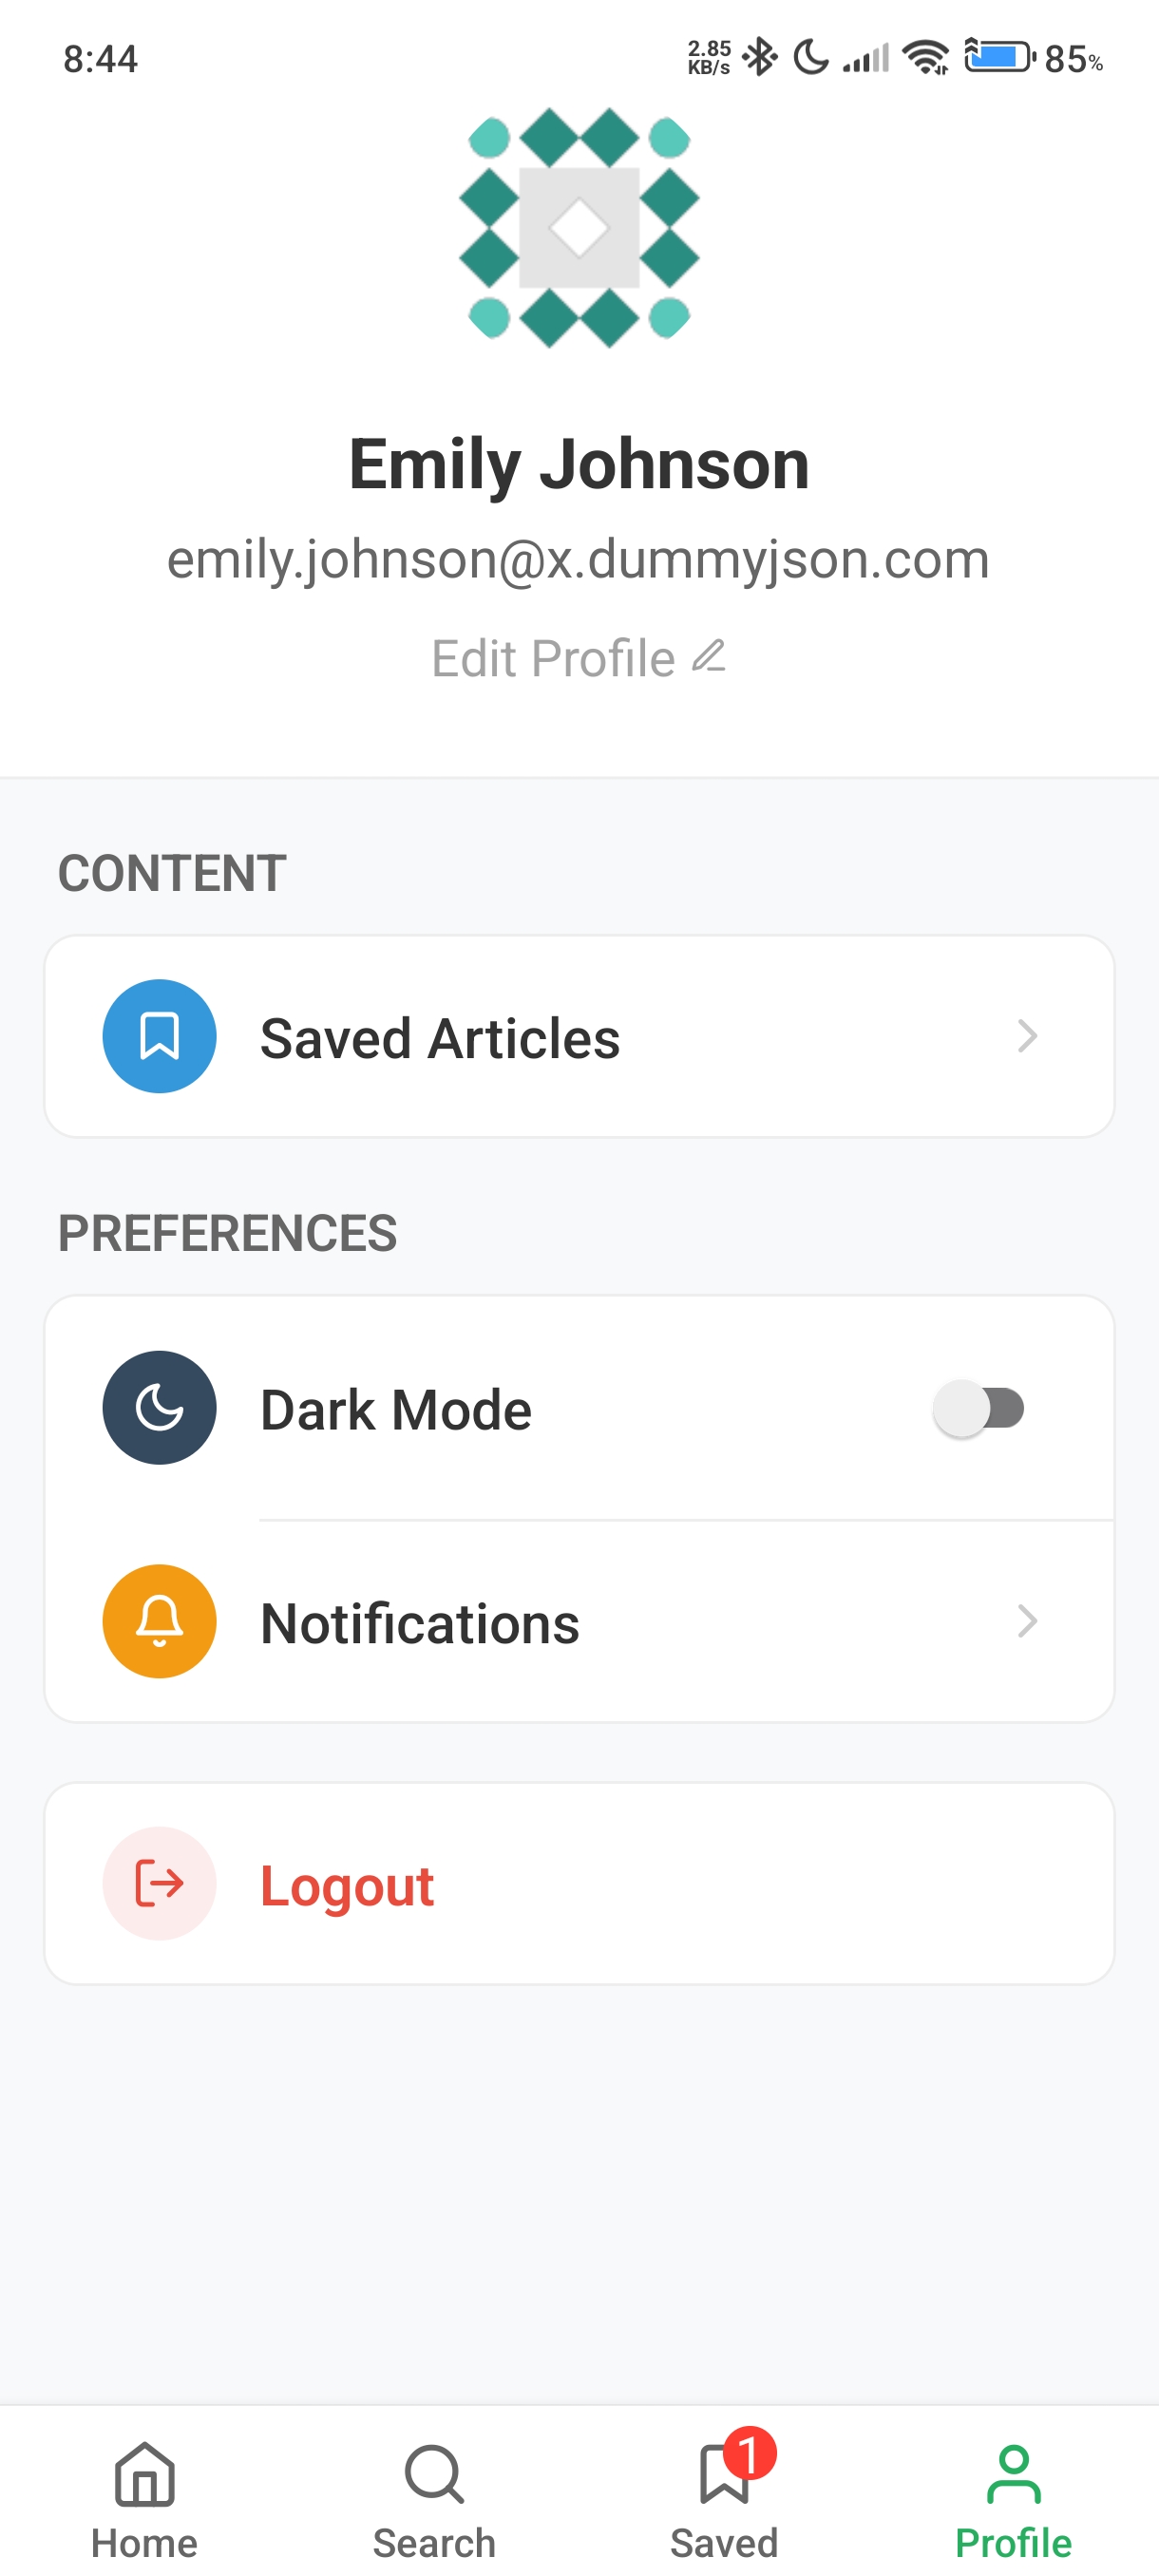 8:44
2.85
KB/s
85%
Emily Johnson
emily.johnson@x.dummyjson.com
Edit Profile
CONTENT
Saved Articles
PREFERENCES
Dark Mode
Notifications
Logout
1
Home
Search
Saved
Profile